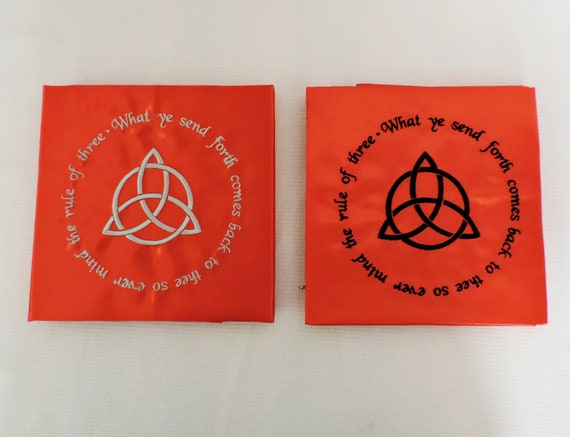 What ye send forth comes back to thee so ever mind the rule of three •
What ye send forth comes back to thee so ever mind the rule of three •